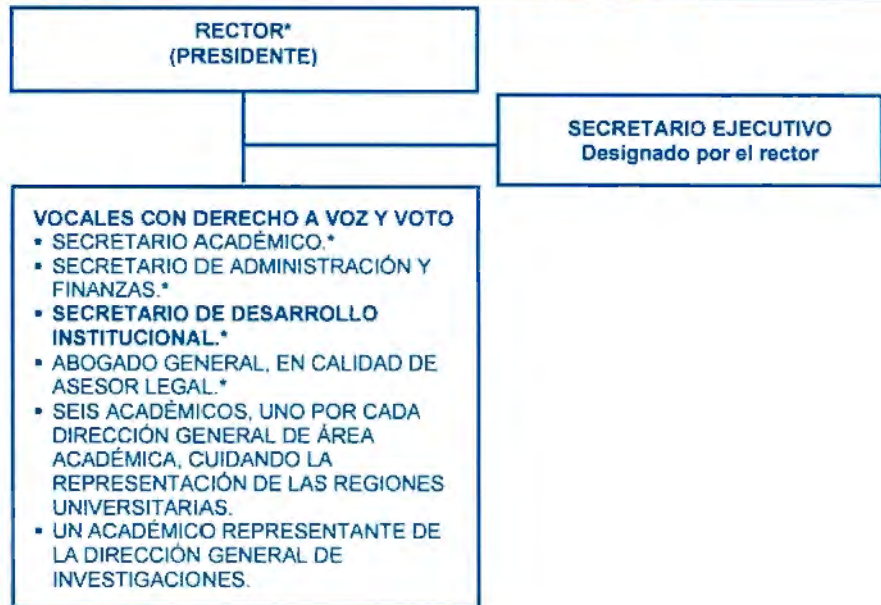 RECTOR*
(PRESIDENTE)
SECRETARIO EJECUTIVO
Designado por el rector
VOCALES CON DERECHO A VOZ Y VOTO
▪ SECRETARIO ACADÉMICO.*
▪ SECRETARIO DE ADMINISTRACIÓN Y
FINANZAS.*
▪ SECRETARIO DE DESARROLLO
INSTITUCIONAL.*
▪ ABOGADO GENERAL, EN CALIDAD DE
ASESOR LEGAL.*
▪ SEIS ACADÉMICOS, UNO POR CADA
DIRECCIÓN GENERAL DE ÁREA
ACADÉMICA, CUIDANDO LA
REPRESENTACIÓN DE LAS REGIONES
UNIVERSITARIAS.
▪ UN ACADÉMICO REPRESENTANTE DE
LA DIRECCIÓN GENERAL DE
INVESTIGACIONES.